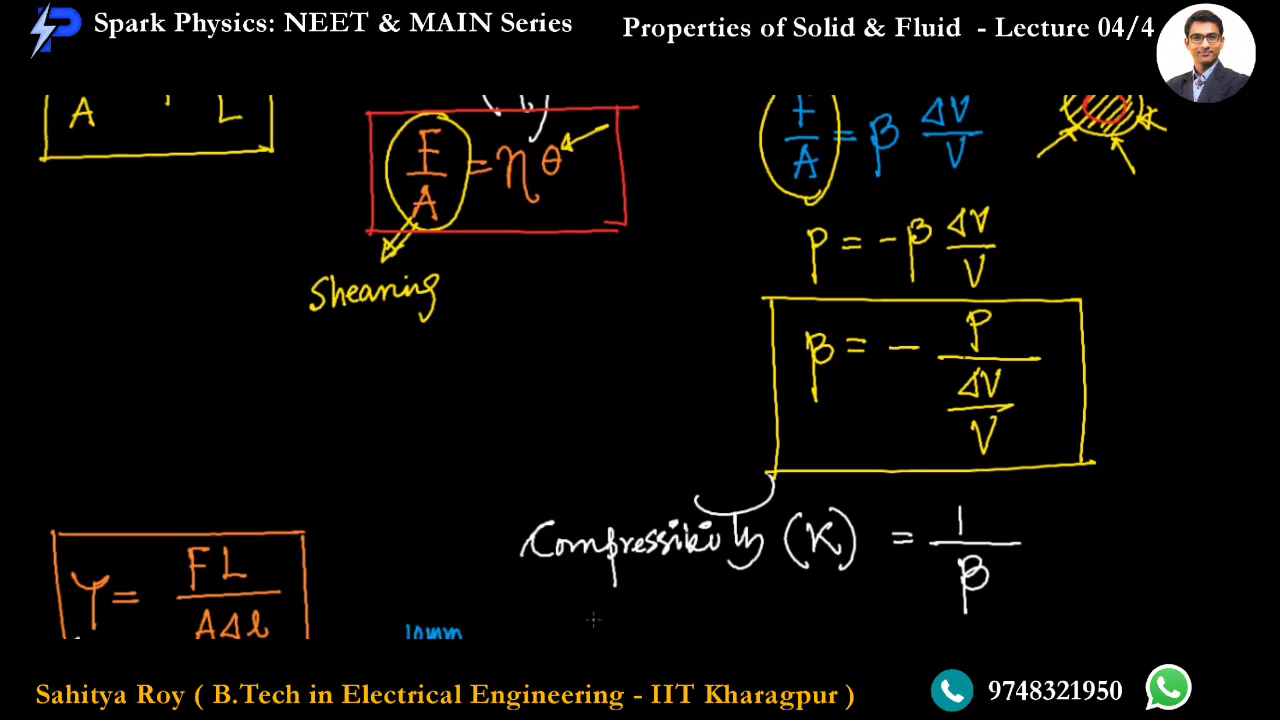 Spark Physics: NEET & MAIN Series
Properties of Solid & Fluid - Lecture 04/4
A L
F/A = ηθ
Shearing
F/A = β ΔV/V
P = -β ΔV/V
β = - P/(ΔV/V)
Compressibility (K) = 1/β
Y = FL/AΔl
10mm
Sahitya Roy ( B.Tech in Electrical Engineering - IIT Kharagpur )
9748321950